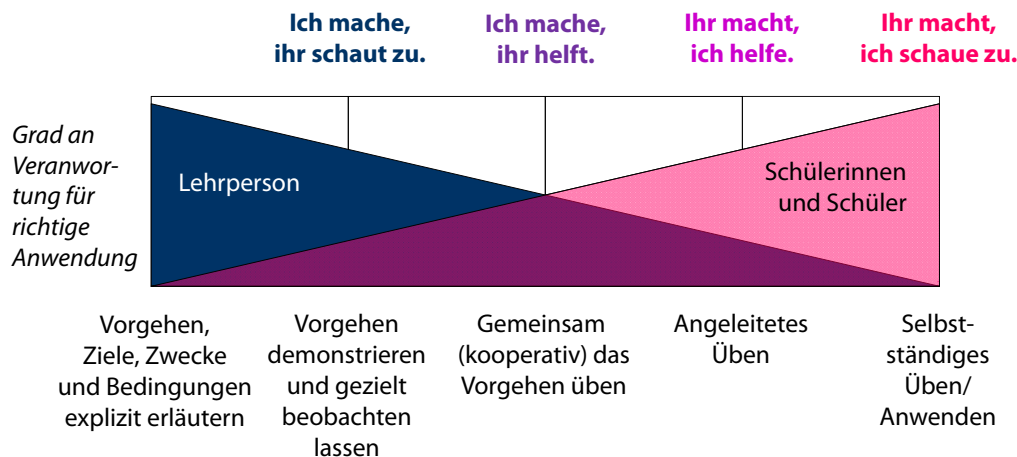 Ich mache,
ihr schaut zu.
Ich mache,
ihr helft.
Ihr macht,
ich helfe.
Ihr macht,
ich schaue zu.
Grad an
Veranwor-
tung für
richtige
Anwendung
Lehrperson
Schülerinnen
und Schüler
Vorgehen,
Ziele, Zwecke
und Bedingungen
explizit erläutern
Vorgehen
demonstrieren
und gezielt
beobachten
lassen
Gemeinsam
(kooperativ) das
Vorgehen üben
Angeleitetes
Üben
Selbst-
ständiges
Üben/
Anwenden